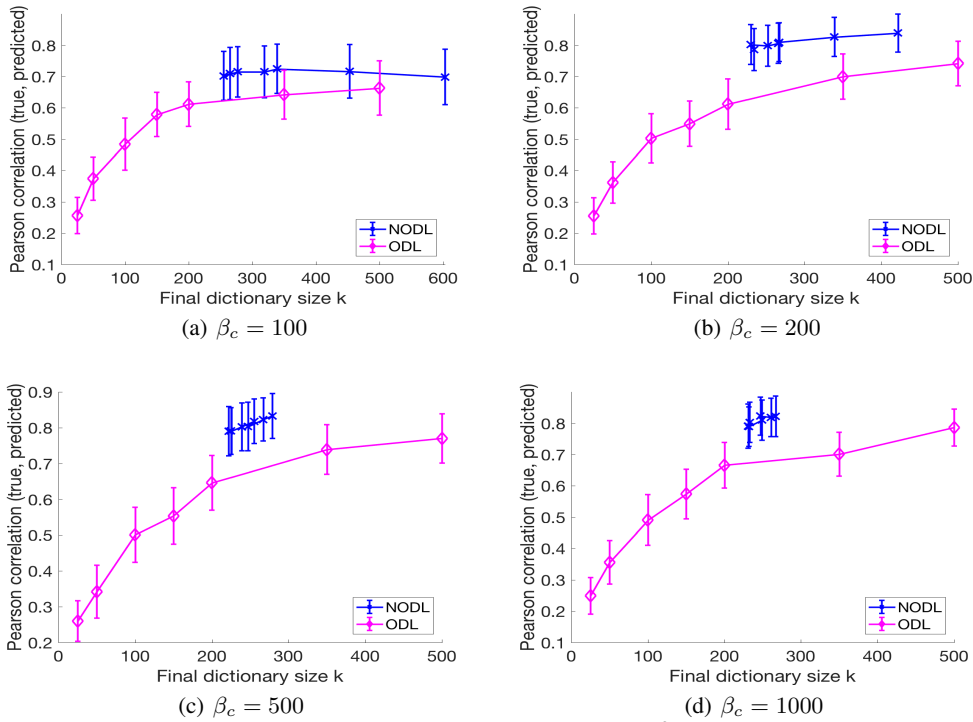 Pearson correlation (true, predicted)
0.8
0.7
0.6
0.5
0.4
0.3
0.2
0.1
0 100 200 300 400 500 600
NODL
ODL
Final dictionary size k
(a) βc = 100
Pearson correlation (true, predicted)
0.8
0.7
0.6
0.5
0.4
0.3
0.2
0.1
0 100 200 300 400 500
NODL
ODL
Final dictionary size k
(b) βc = 200
Pearson correlation (true, predicted)
0.9
0.8
0.7
0.6
0.5
0.4
0.3
0.2
0 100 200 300 400 500
NODL
ODL
Final dictionary size k
(c) βc = 500
Pearson correlation (true, predicted)
0.9
0.8
0.7
0.6
0.5
0.4
0.3
0.2
0.1
0 100 200 300 400 500
NODL
ODL
Final dictionary size k
(d) βc = 1000